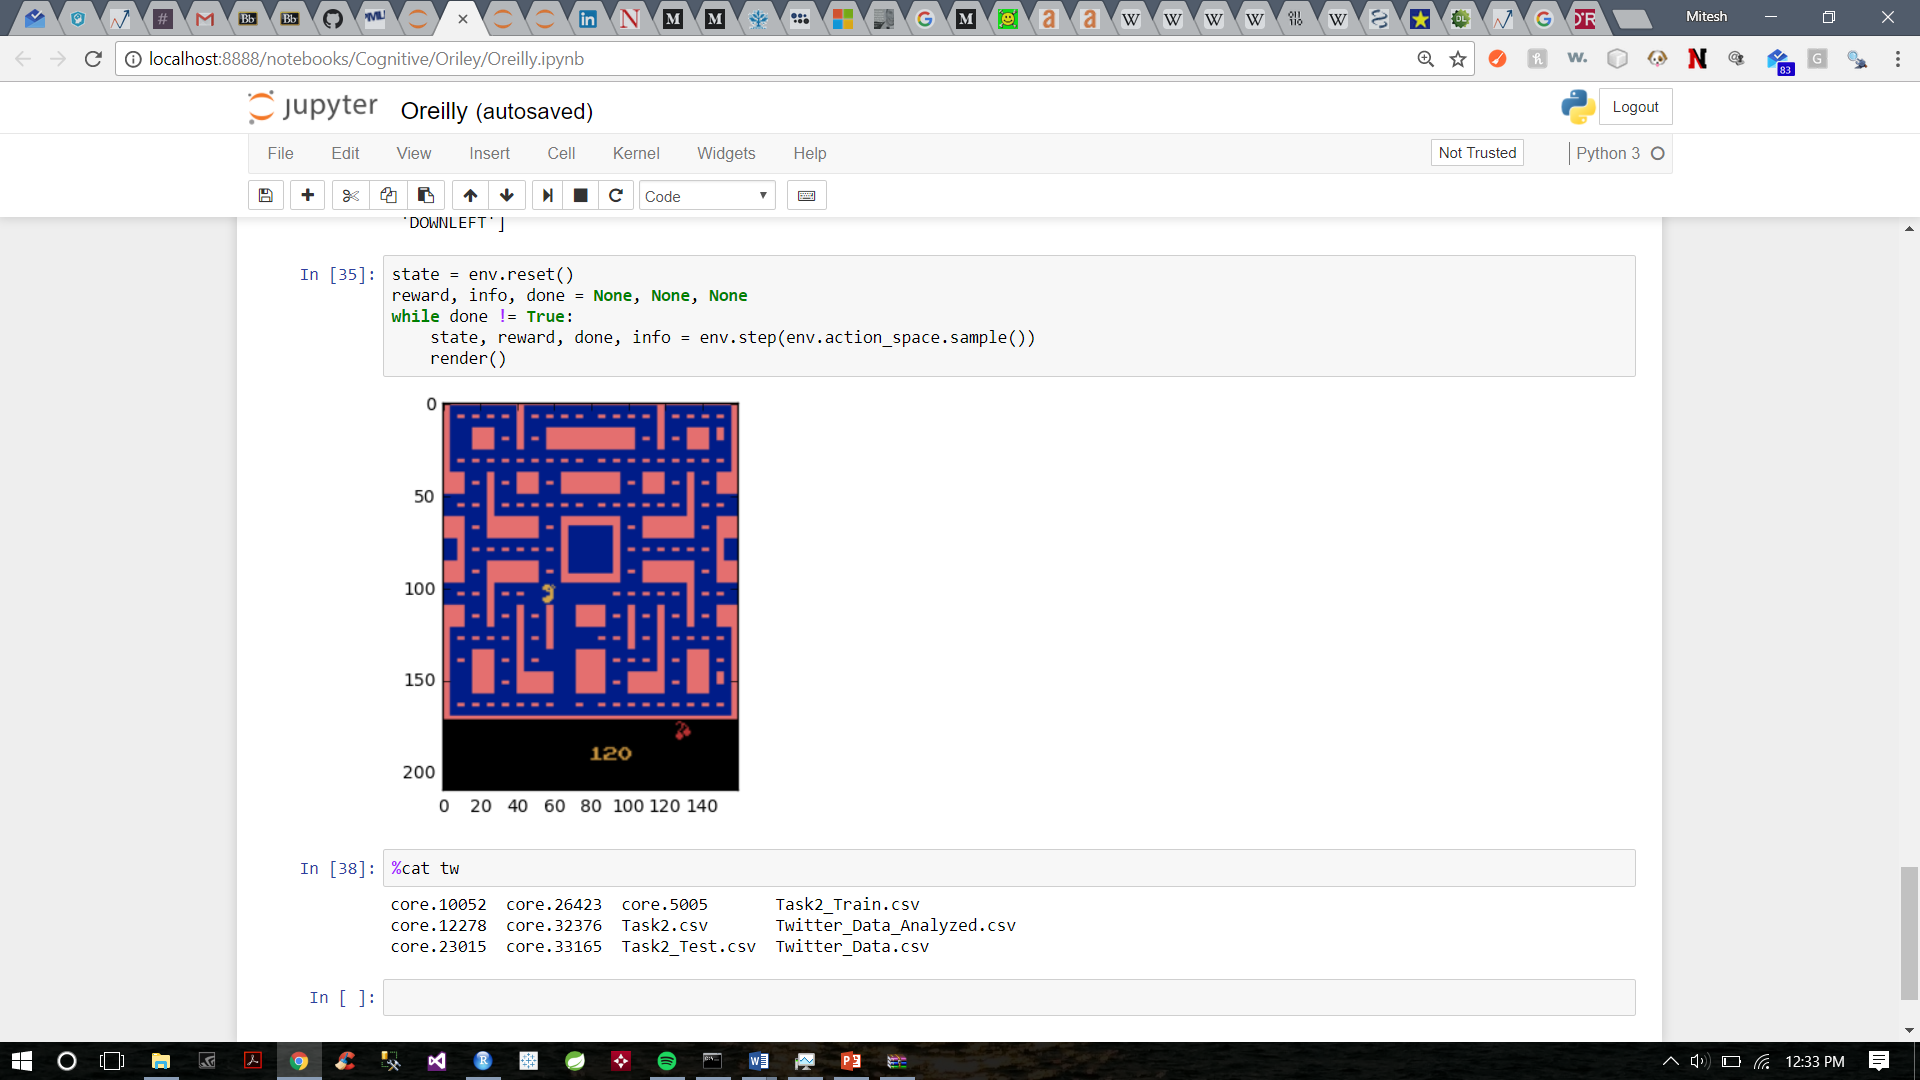 Mitesh
localhost:8888/notebooks/Cognitive/Oriley/Oreilly.ipynb
83
jupyter Oreilly (autosaved)
Logout
File Edit View Insert Cell Kernel Widgets Help
Not Trusted
Python 3
Code
'DOWNLEFT']
In [35]:
state = env.reset()
reward, info, done = None, None, None
while done != True:
    state, reward, done, info = env.step(env.action_space.sample())
    render()
0
50
100
150
200
120
0 20 40 60 80 100 120 140
In [38]:
%cat tw
core.10052 core.26423 core.5005 Task2_Train.csv
core.12278 core.32376 Task2.csv Twitter_Data_Analyzed.csv
core.23015 core.33165 Task2_Test.csv Twitter_Data.csv
In [ ]:
12:33 PM